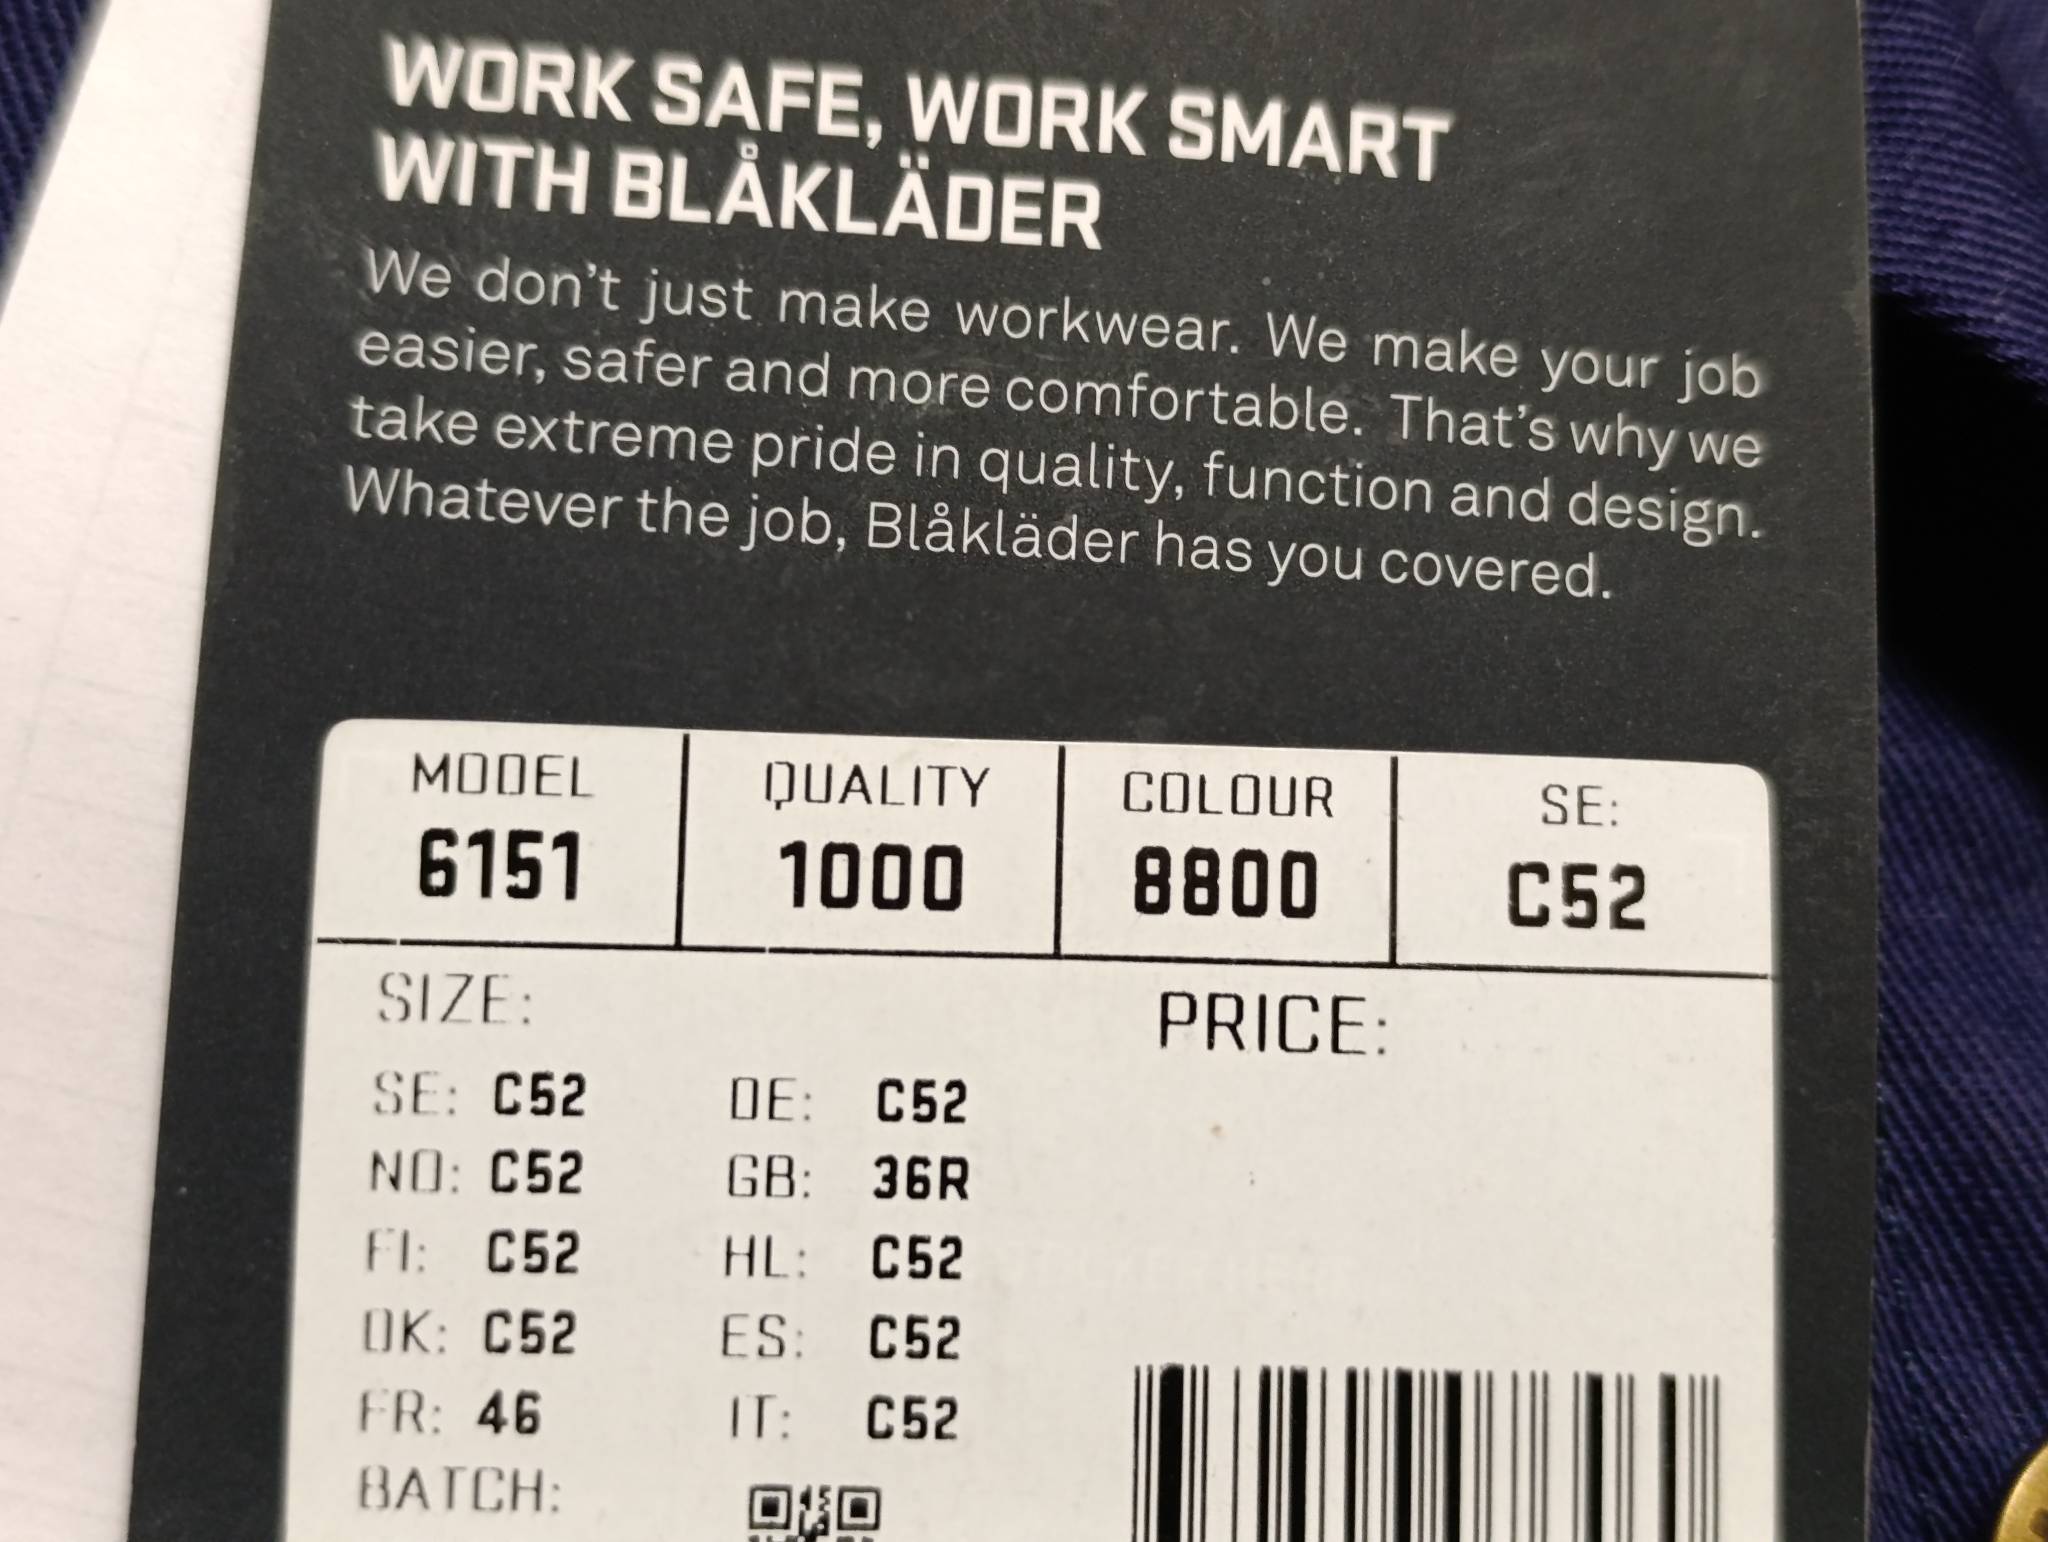 WORK SAFE, WORK SMART
WITH BLÅKLÄDER
We don't just make workwear. We make your job
easier, safer and more comfortable. That's why we
take extreme pride in quality, function and design.
Whatever the job, Blåkläder has you covered.
MODEL QUALITY COLOUR SE:
6151 1000 8800 C52
SIZE: PRICE:
SE: C52 DE: C52
NO: C52 GB: 36R
FI: C52 HL: C52
DK: C52 ES: C52
FR: 46 IT: C52
BATCH: